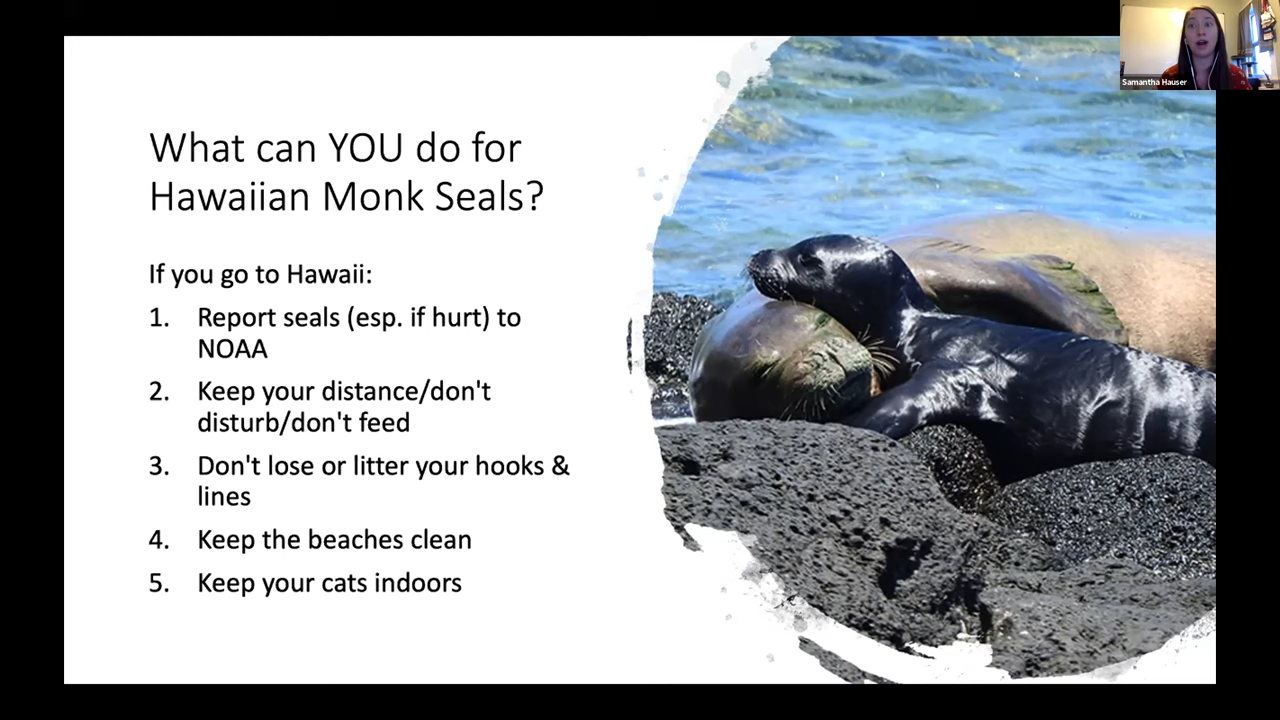 Samantha Hauser
What can YOU do for
Hawaiian Monk Seals?
If you go to Hawaii:
1. Report seals (esp. if hurt) to
NOAA
2. Keep your distance/don't
disturb/don't feed
3. Don't lose or litter your hooks &
lines
4. Keep the beaches clean
5. Keep your cats indoors